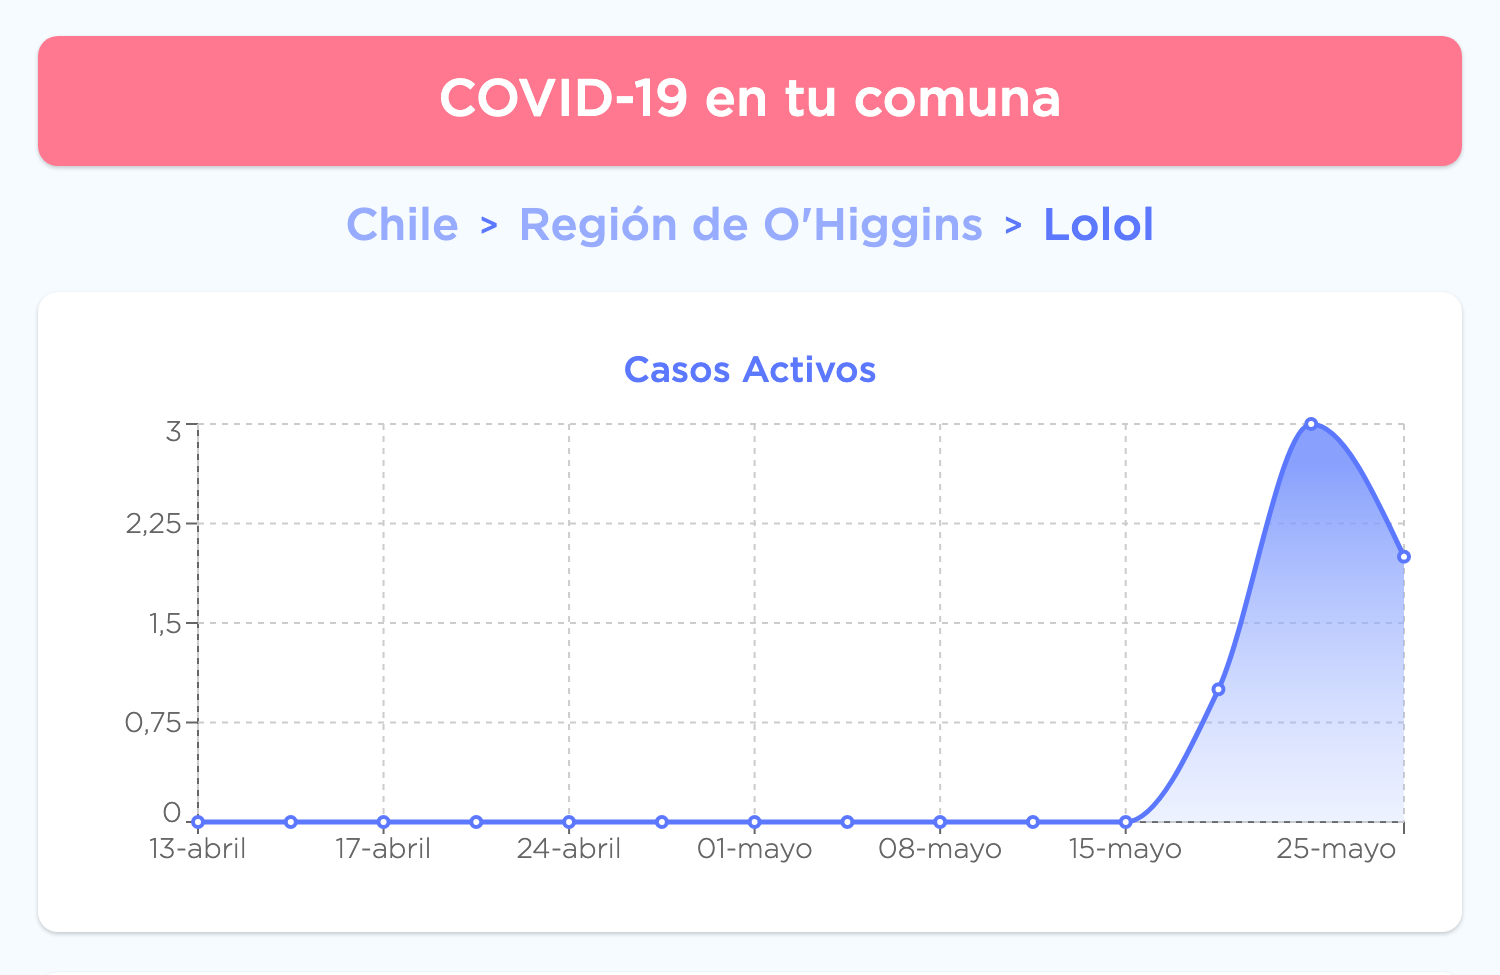 COVID-19 en tu comuna
Chile > Región de O'Higgins > Lolol
Casos Activos
3
2,25
1,5
0,75
0
13-abril 17-abril 24-abril 01-mayo 08-mayo 15-mayo 25-mayo